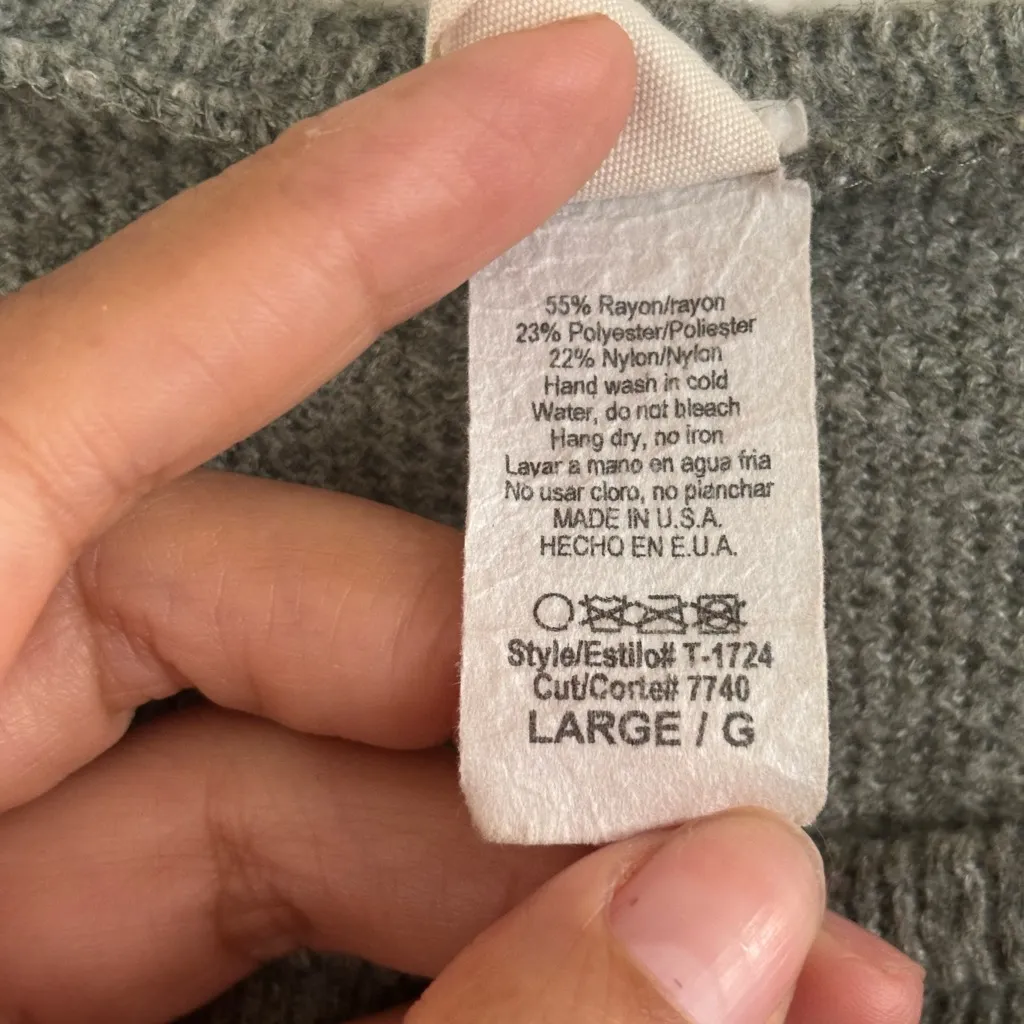 55% Rayon/rayon
23% Polyester/Poliester
22% Nylon/Nylon
Hand wash in cold
Water, do not bleach
Hang dry, no iron
Lavar a mano en agua fria
No usar cloro, no planchar
MADE IN U.S.A.
HECHO EN E.U.A.
Style/Estilo# T-1724
Cut/Corte# 7740
LARGE / G